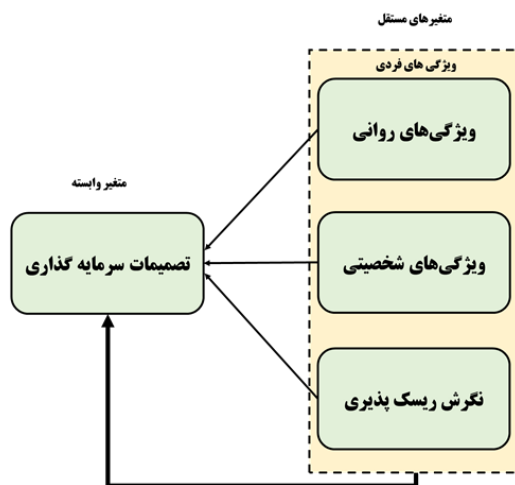 متغیرهای مستقل
ویژگی های فردی
ویژگی‌های روانی
متغیر وابسته
تصمیمات سرمایه گذاری
ویژگی‌های شخصیتی
نگرش ریسک پذیری